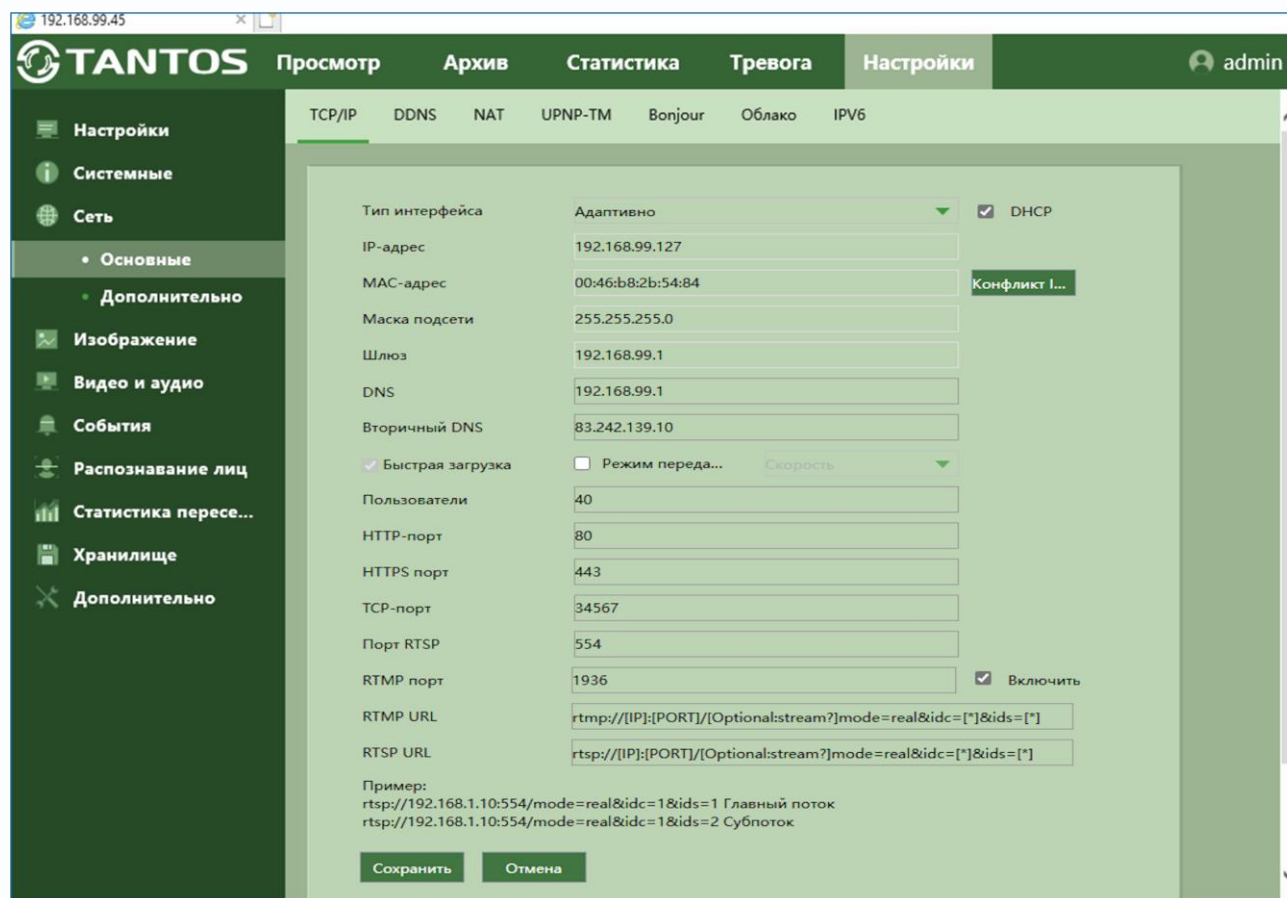 192.168.99.45
TANTOS Просмотр Архив Статистика Тревога Настройки admin
TCP/IP DDNS NAT UPNP-TM Bonjour Облако IPV6
Настройки
Системные
Сеть
• Основные
• Дополнительно
Изображение
Видео и аудио
События
Распознавание лиц
Статистика пересе...
Хранилище
Дополнительно
Тип интерфейса Адаптивно DHCP
IP-адрес 192.168.99.127
MAC-адрес 00:46:b8:2b:54:84 Конфликт I...
Маска подсети 255.255.255.0
Шлюз 192.168.99.1
DNS 192.168.99.1
Вторичный DNS 83.242.139.10
Быстрая загрузка Режим переда... Скорость
Пользователи 40
HTTP-порт 80
HTTPS порт 443
TCP-порт 34567
Порт RTSP 554
RTMP порт 1936 Включить
RTMP URL rtmp://[IP]:[PORT]/[Optional:stream?]mode=real&idc=[*]&ids=[*]
RTSP URL rtsp://[IP]:[PORT]/[Optional:stream?]mode=real&idc=[*]&ids=[*]
Пример:
rtsp://192.168.1.10:554/mode=real&idc=1&ids=1 Главный поток
rtsp://192.168.1.10:554/mode=real&idc=1&ids=2 Субпоток
Сохранить Отмена